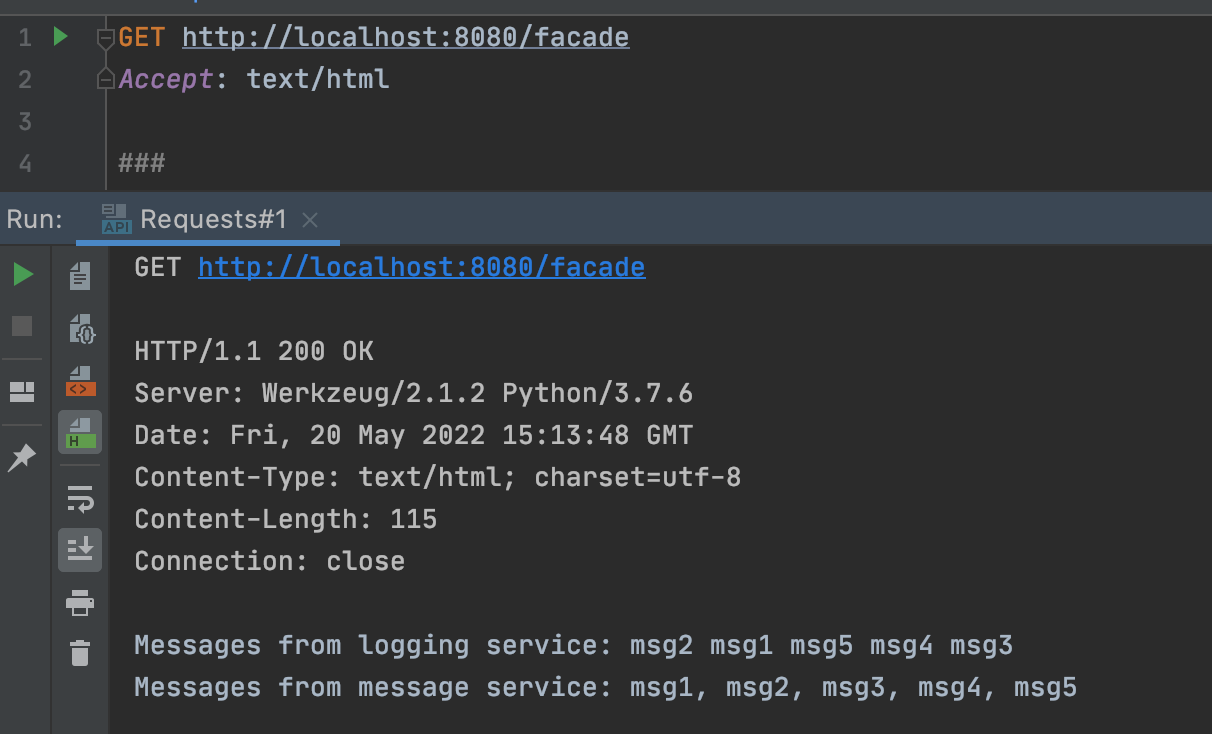 1 GET http://localhost:8080/facade
2 Accept: text/html
3
4 ###
Run: API Requests#1
GET http://localhost:8080/facade
HTTP/1.1 200 OK
Server: Werkzeug/2.1.2 Python/3.7.6
Date: Fri, 20 May 2022 15:13:48 GMT
Content-Type: text/html; charset=utf-8
Content-Length: 115
Connection: close
Messages from logging service: msg2 msg1 msg5 msg4 msg3
Messages from message service: msg1, msg2, msg3, msg4, msg5